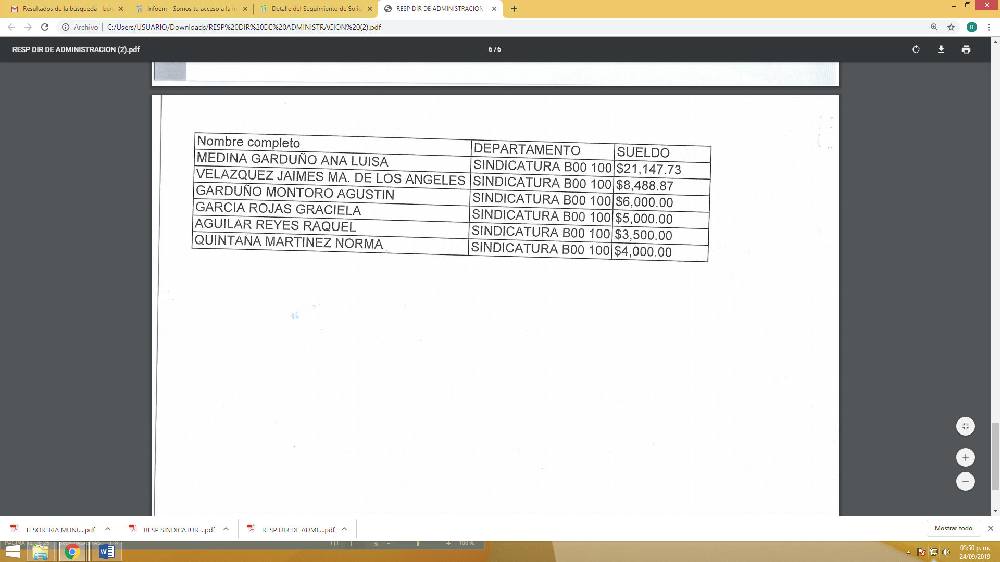 Resultados de la búsqueda - ber
Infoem - Somos tu acceso a la in
Detalle del Seguimiento de Solic
RESP DIR DE ADMINISTRACION (
Archivo C:/Users/USUARIO/Downloads/RESP%20DIR%20DE%20ADMINISTRACION%20(2).pdf
B
RESP DIR DE ADMINISTRACION (2).pdf
6 / 6
Nombre completo DEPARTAMENTO SUELDO
MEDINA GARDUÑO ANA LUISA SINDICATURA B00 100 $21,147.73
VELAZQUEZ JAIMES MA. DE LOS ANGELES SINDICATURA B00 100 $8,488.87
GARDUÑO MONTORO AGUSTIN SINDICATURA B00 100 $6,000.00
GARCIA ROJAS GRACIELA SINDICATURA B00 100 $5,000.00
AGUILAR REYES RAQUEL SINDICATURA B00 100 $3,500.00
QUINTANA MARTINEZ NORMA SINDICATURA B00 100 $4,000.00
TESORERIA MUNI....pdf
RESP SINDICATUR....pdf
RESP DIR DE ADMI....pdf
Mostrar todo
PÁGINA 12 DE 26
100 %
05:50 p. m.
24/09/2019